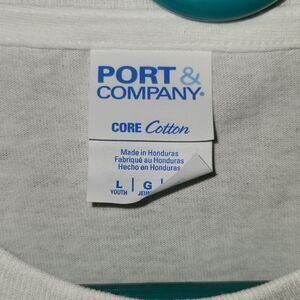 PORT &
COMPANY®
CORE Cotton
Made in Honduras
Fabriqué au Honduras
Hecho en Honduras
L | G |
YOUTH